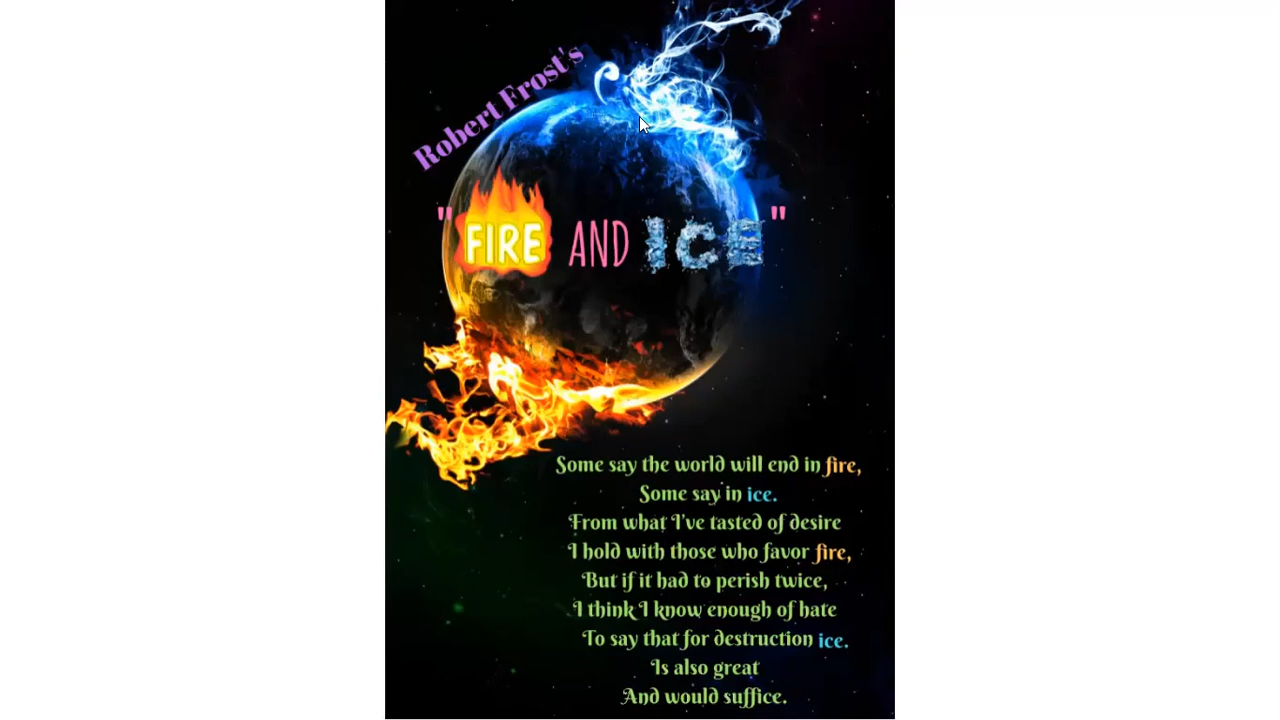 Robert Frost's
"FIRE AND ICE"
Some say the world will end in fire,
Some say in ice.
From what I've tasted of desire
I hold with those who favor fire,
But if it had to perish twice,
I think I know enough of hate
To say that for destruction ice.
Is also great
And would suffice.